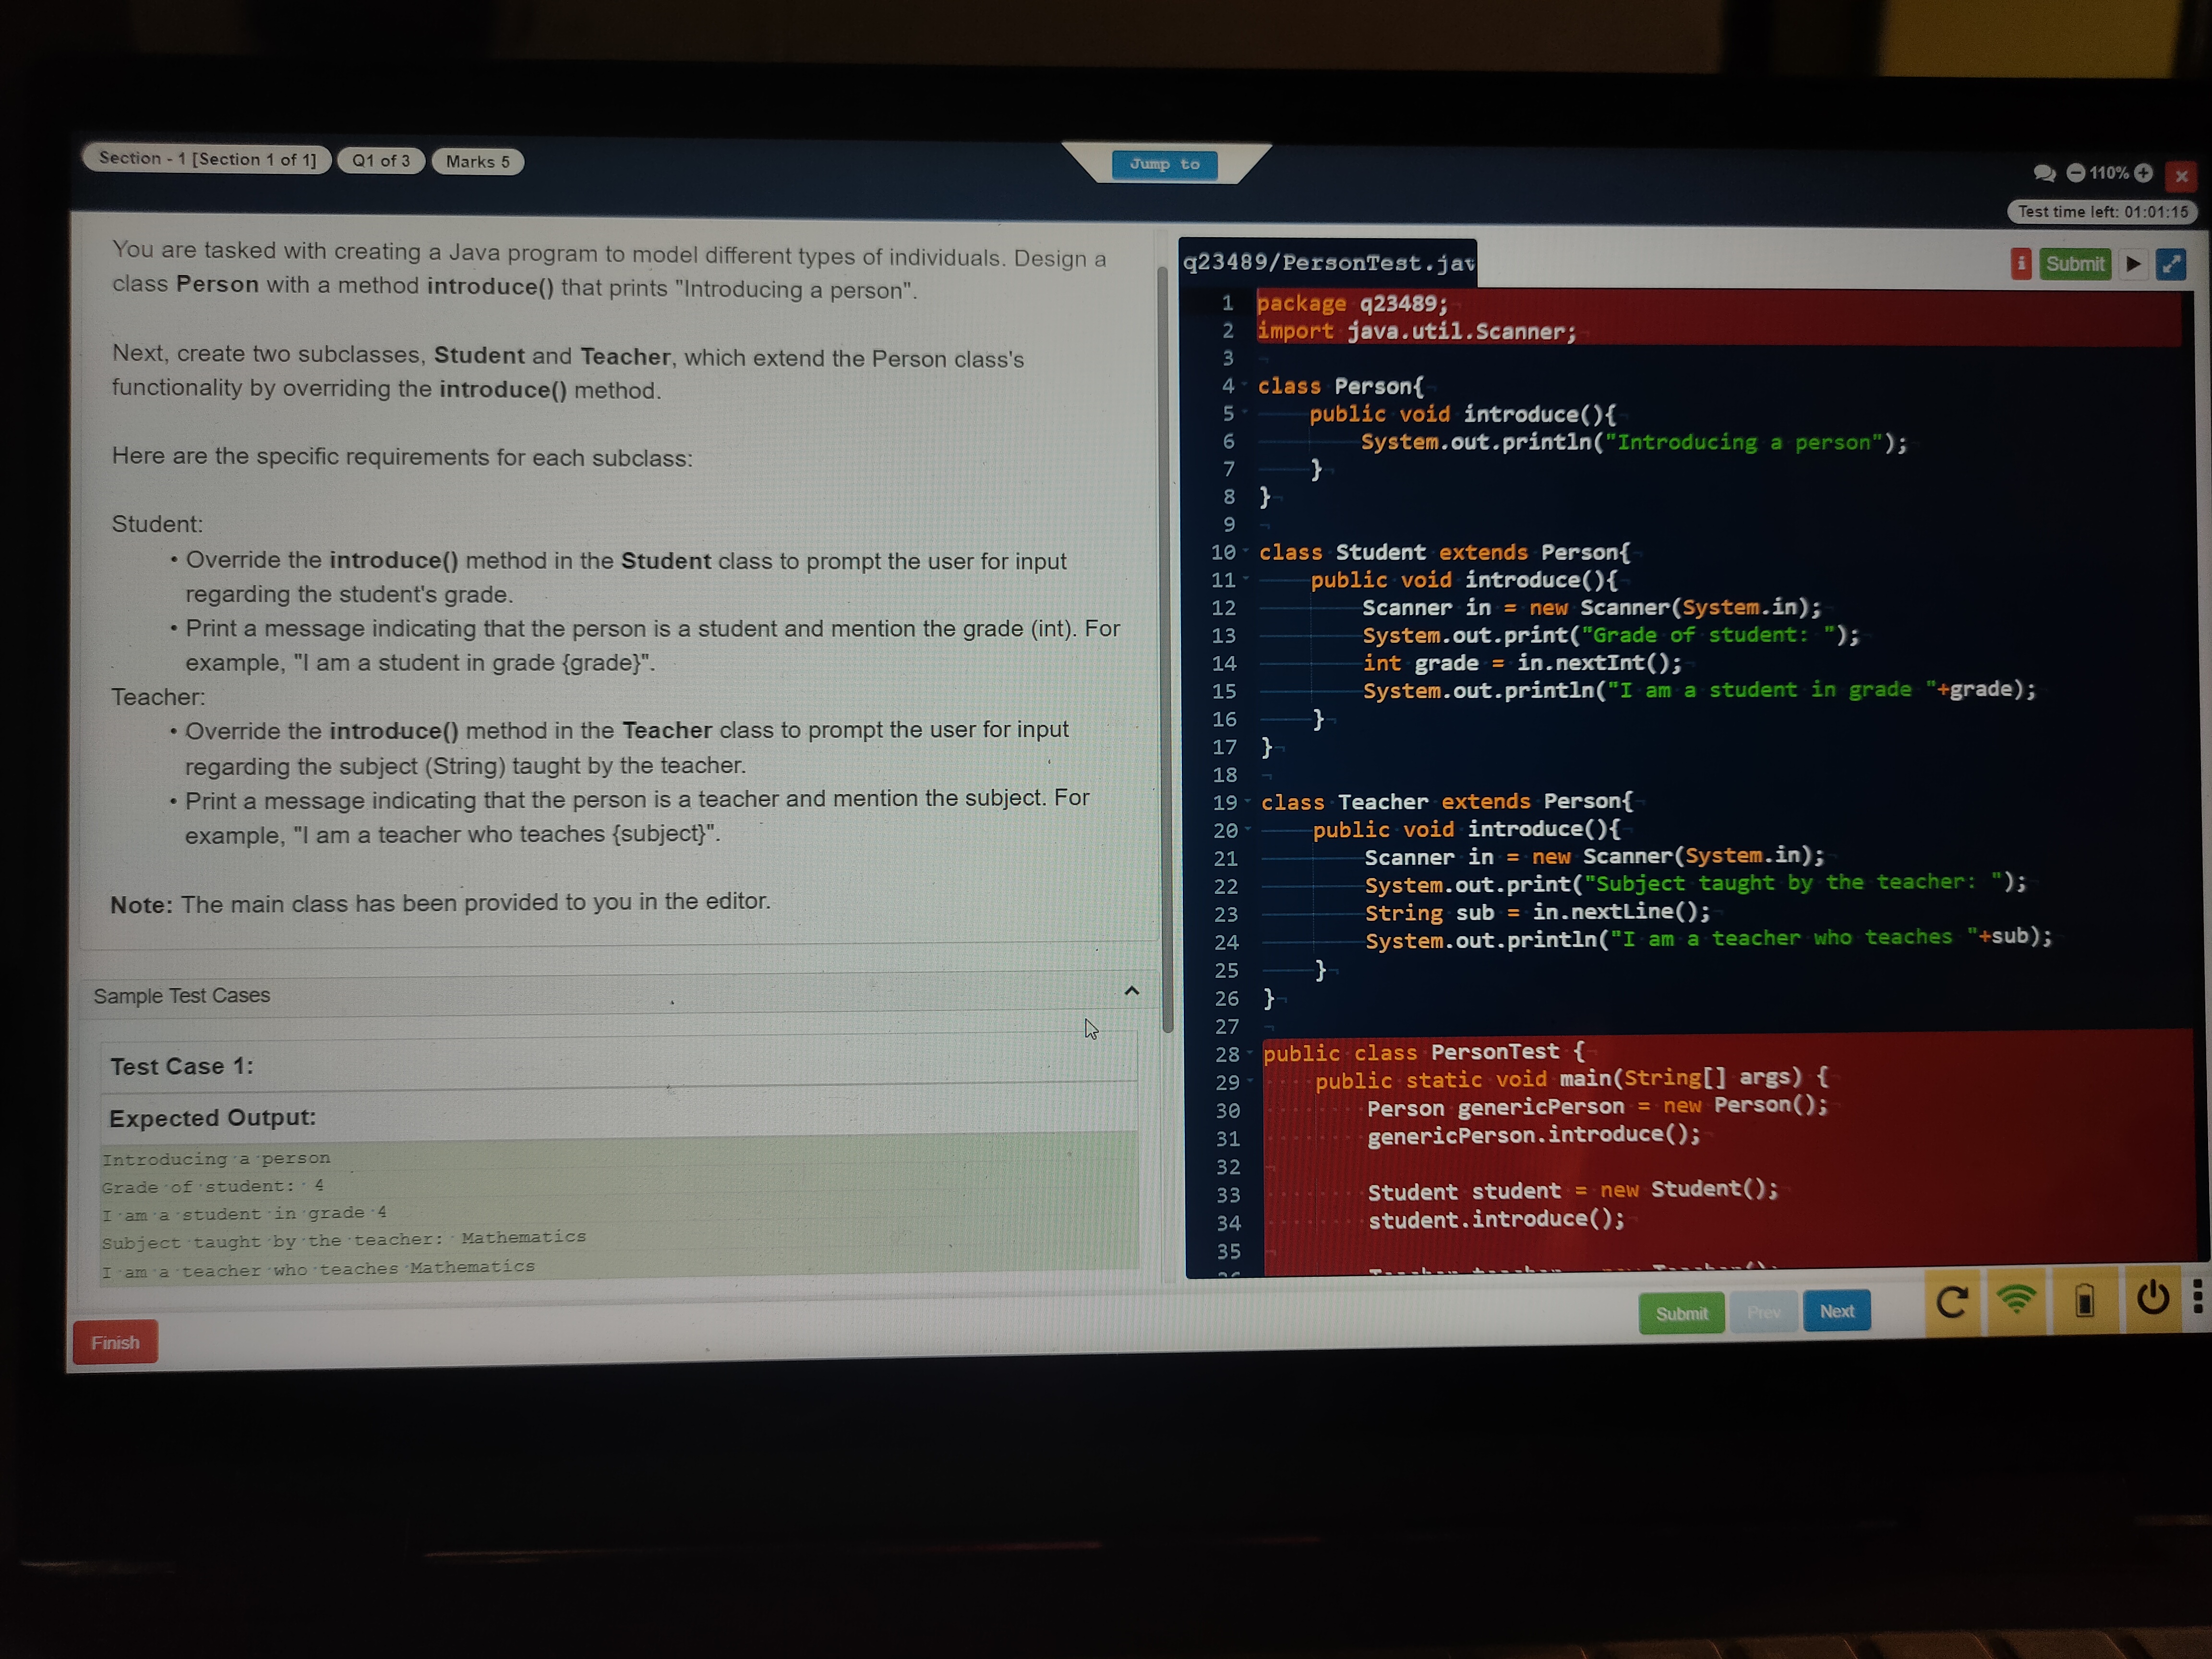 Section - 1 [Section 1 of 1] Q1 of 3 Marks 5
Jump to
110%
Test time left: 01:01:15
You are tasked with creating a Java program to model different types of individuals. Design a
class Person with a method introduce() that prints "Introducing a person".
Next, create two subclasses, Student and Teacher, which extend the Person class's
functionality by overriding the introduce() method.
Here are the specific requirements for each subclass:
Student:
• Override the introduce() method in the Student class to prompt the user for input
regarding the student's grade.
• Print a message indicating that the person is a student and mention the grade (int). For
example, "I am a student in grade {grade}".
Teacher:
• Override the introduce() method in the Teacher class to prompt the user for input
regarding the subject (String) taught by the teacher.
• Print a message indicating that the person is a teacher and mention the subject. For
example, "I am a teacher who teaches {subject}".
Note: The main class has been provided to you in the editor.
Sample Test Cases
Test Case 1:
Expected Output:
Introducing a person
Grade of student: 4
I am a student in grade 4
Subject taught by the teacher: Mathematics
I am a teacher who teaches Mathematics
q23489/PersonTest.jav
i Submit
1 package q23489;
2 import java.util.Scanner;
3
4 class Person{
5 public void introduce(){
6 System.out.println("Introducing a person");
7 }
8 }
9
10 class Student extends Person{
11 public void introduce(){
12 Scanner in = new Scanner(System.in);
13 System.out.print("Grade of student: ");
14 int grade = in.nextInt();
15 System.out.println("I am a student in grade "+grade);
16 }
17 }
18
19 class Teacher extends Person{
20 public void introduce(){
21 Scanner in = new Scanner(System.in);
22 System.out.print("Subject taught by the teacher: ");
23 String sub = in.nextLine();
24 System.out.println("I am a teacher who teaches "+sub);
25 }
26 }
27
28 public class PersonTest {
29 public static void main(String[] args) {
30 Person genericPerson = new Person();
31 genericPerson.introduce();
32
33 Student student = new Student();
34 student.introduce();
35
Finish
Submit Prev Next